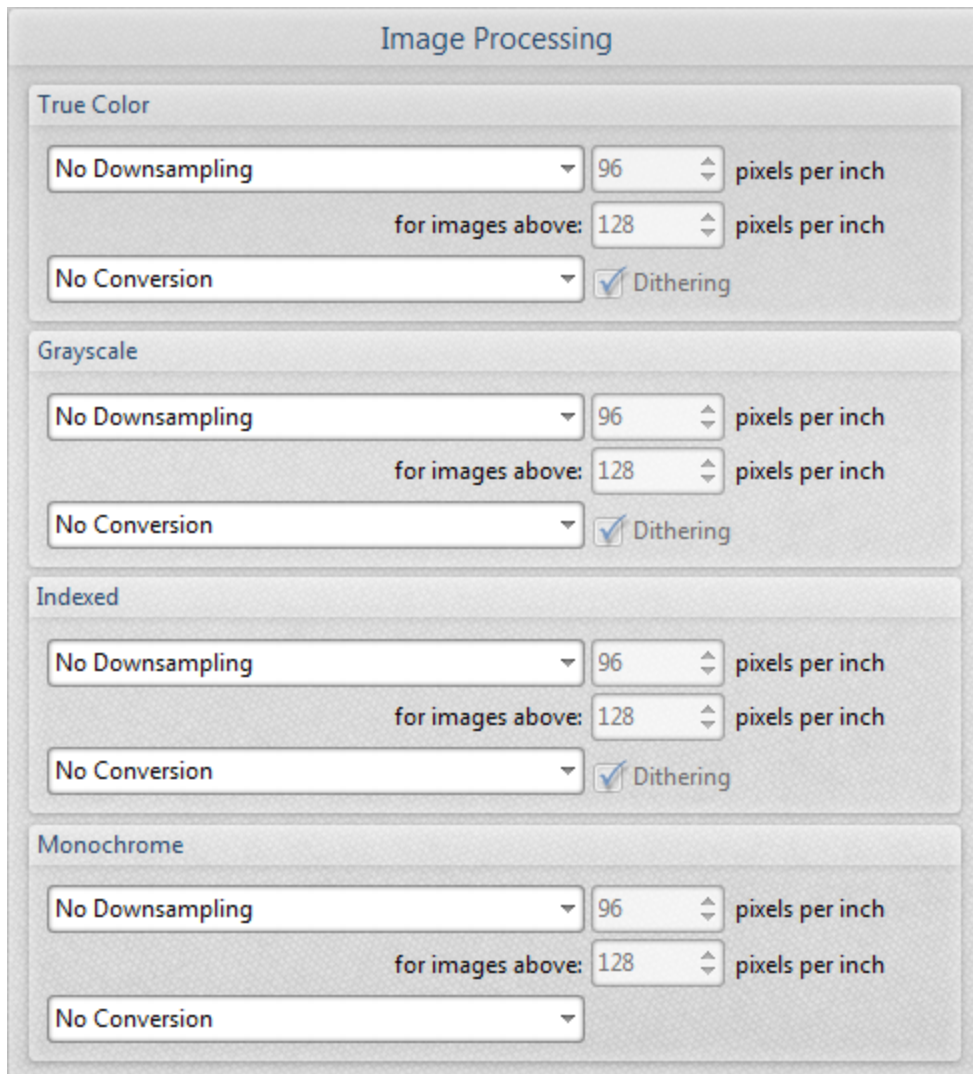 Image Processing
True Color
No Downsampling 96 pixels per inch
for images above: 128 pixels per inch
No Conversion Dithering
Grayscale
No Downsampling 96 pixels per inch
for images above: 128 pixels per inch
No Conversion Dithering
Indexed
No Downsampling 96 pixels per inch
for images above: 128 pixels per inch
No Conversion Dithering
Monochrome
No Downsampling 96 pixels per inch
for images above: 128 pixels per inch
No Conversion